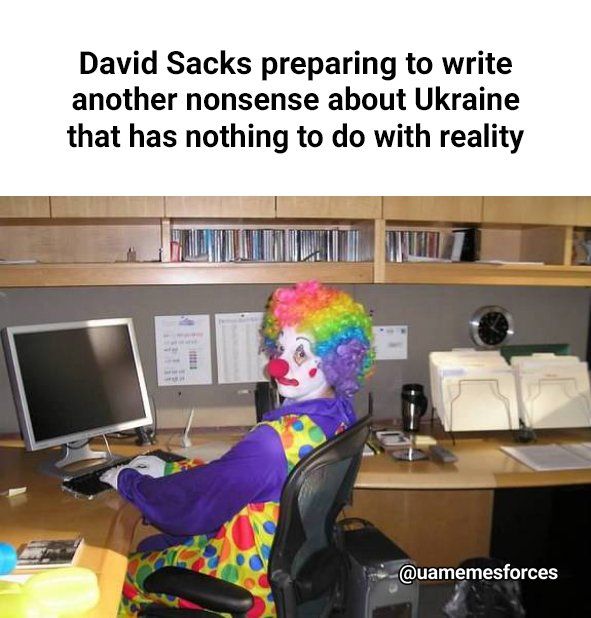 David Sacks preparing to write
another nonsense about Ukraine
that has nothing to do with reality
@uamemesforces